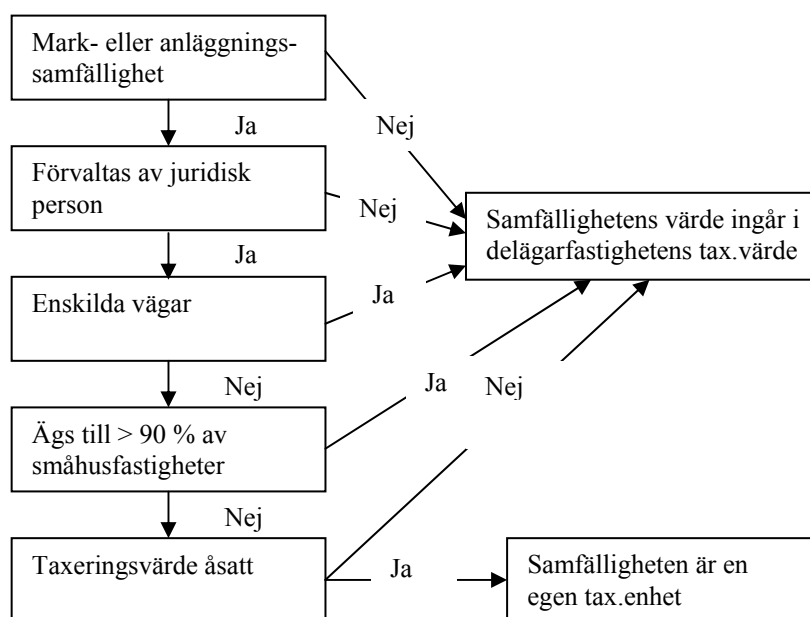 Mark- eller anläggnings-
samfällighet
Ja
Nej
Förvaltas av juridisk
person
Nej
Samfällighetens värde ingår i
delägarfastighetens tax.värde
Ja
Enskilda vägar
Ja
Nej
Ja
Nej
Ägs till > 90 % av
småhusfastigheter
Nej
Taxeringsvärde åsatt
Ja
Samfälligheten är en
egen tax.enhet